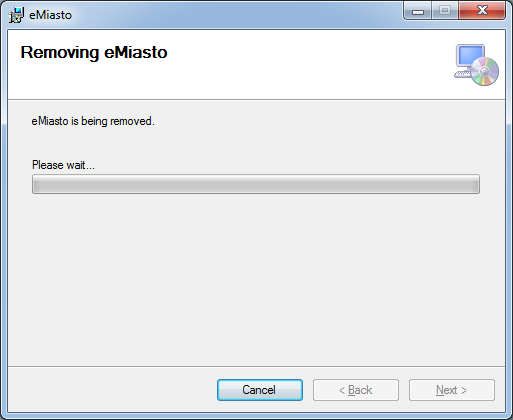 eMiasto
Removing eMiasto
eMiasto is being removed.
Please wait...
Cancel
< Back
Next >